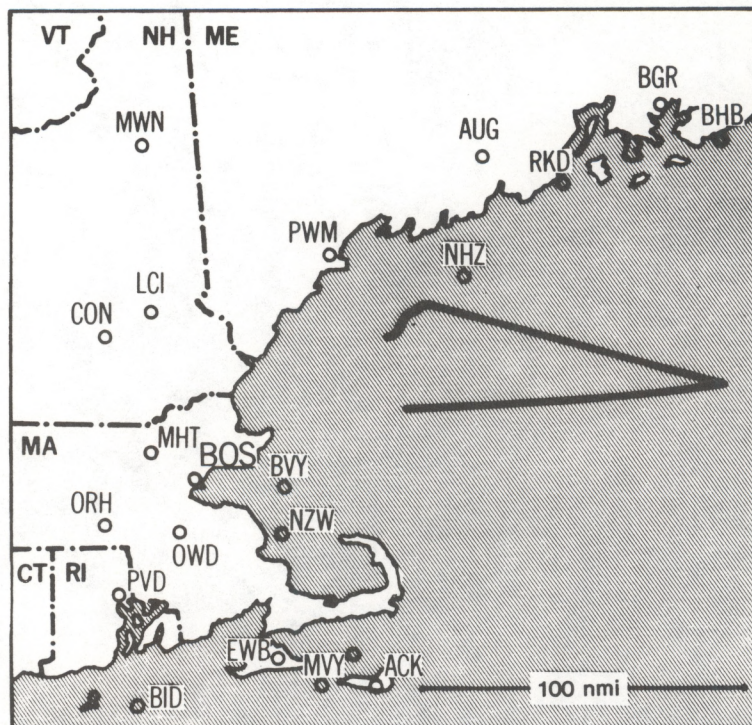 VT NH ME
BGR
MWN AUG BHB
RKD
PWM
NHZ
LCI
CON
MA
MHT
BOS
BVY
ORH
NZW
OWD
CT RI
PVD
EWB
MVY ACK
100 nmi
BID